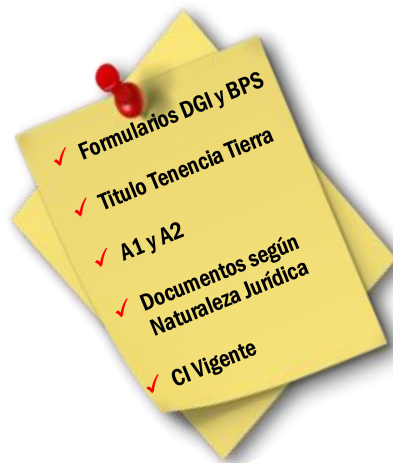 Formularios DGI y BPS
Titulo Tenencia Tierra
A1 y A2
Documentos según
Naturaleza Jurídica
CI Vigente